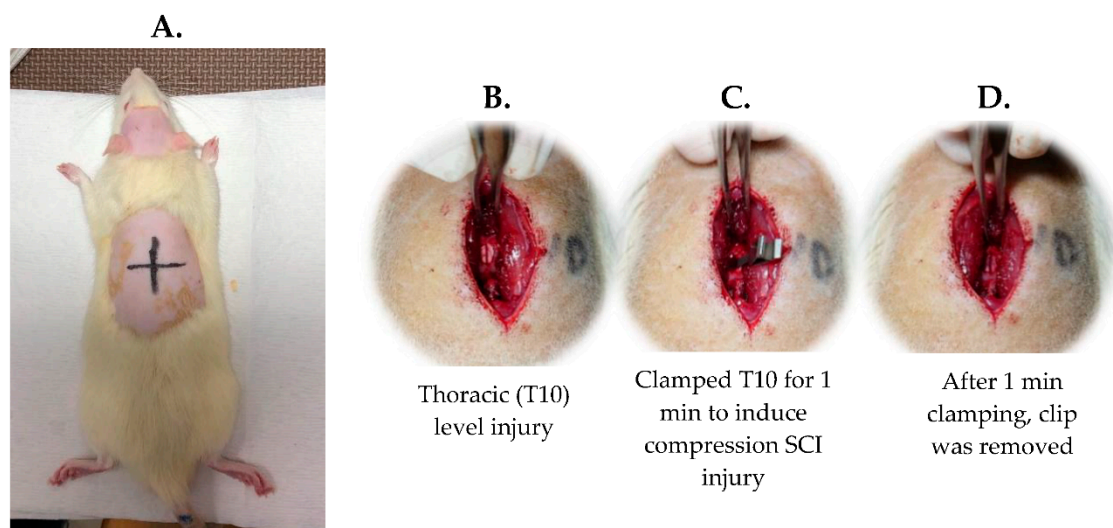 A.
B.
C.
D.
D
D
D
Thoracic (T10)
level injury
Clamped T10 for 1
min to induce
compression SCI
injury
After 1 min
clamping, clip
was removed